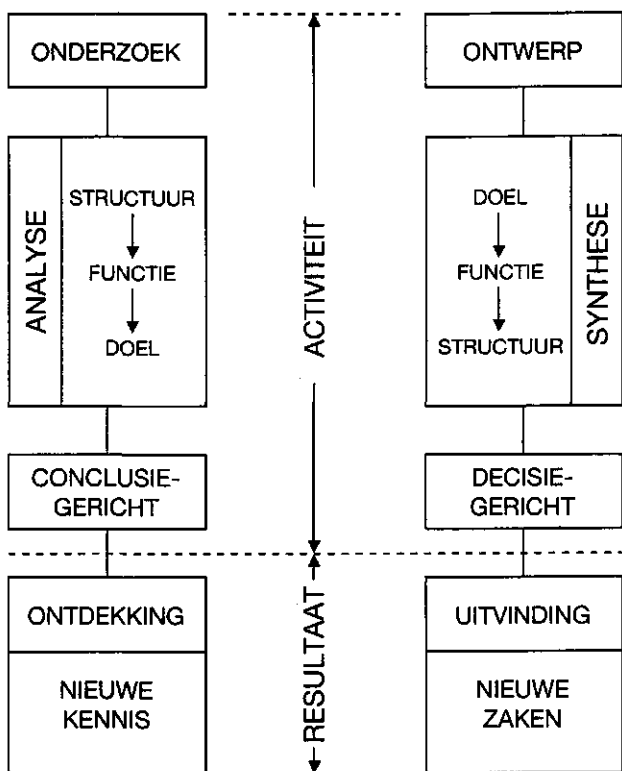 ONDERZOEK
ANALYSE
STRUCTUUR
FUNCTIE
DOEL
CONCLUSIE-
GERICHT
ONTDEKKING
NIEUWE
KENNIS
ACTIVITEIT
RESULTAAT
ONTWERP
DOEL
FUNCTIE
STRUCTUUR
SYNTHESE
DECISIE-
GERICHT
UITVINDING
NIEUWE
ZAKEN